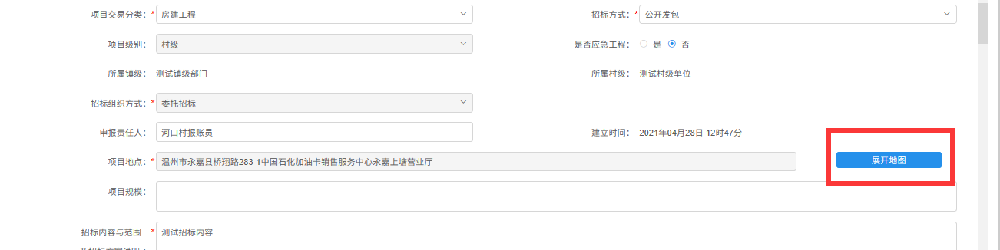 项目交易分类：*房建工程 招标方式：*公开发包
项目级别：村级 是否应急工程：是 否
所属镇级：测试镇级部门 所属村级：测试村级单位
招标组织方式：*委托招标
申报责任人：河口村报账员 建立时间：2021年04月28日 12时47分
项目地点：*温州市永嘉县桥翔路283-1中国石化加油卡销售服务中心永嘉上塘营业厅 展开地图
项目规模：
招标内容与范围 *测试招标内容